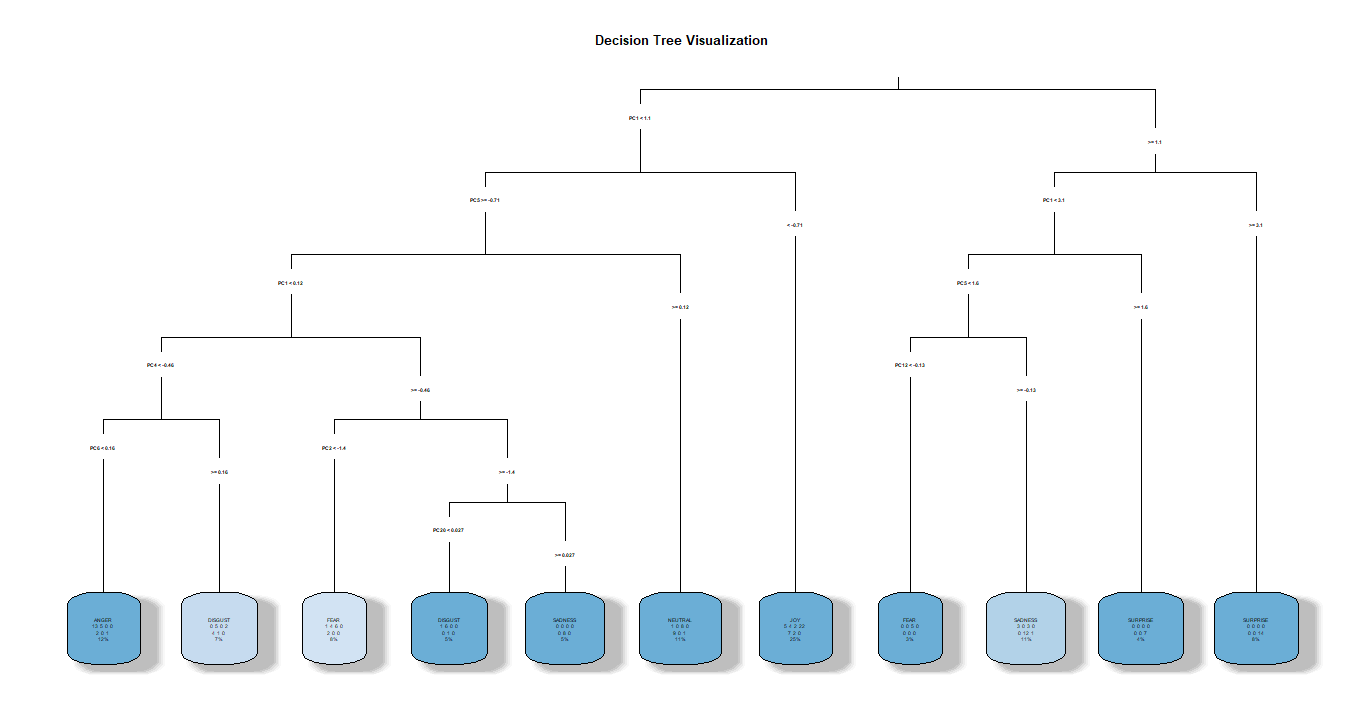 Decision Tree Visualization
PC1 < 1.1
>= 1.1
PC5 >= -0.71
< -0.71
PC1 < 3.1
>= 3.1
PC1 < 0.12
>= 0.12
PC5 < 1.6
>= 1.6
PC4 < -0.46
>= -0.46
PC12 < -0.13
>= -0.13
PC6 < 0.16
>= 0.16
PC2 < -1.4
>= -1.4
PC20 < 0.027
>= 0.027
ANGER
13 5 0 0
2 0 1
12%
DISGUST
0 5 0 2
4 1 0
7%
FEAR
1 4 6 0
2 0 0
8%
DISGUST
1 6 0 0
0 1 0
5%
SADNESS
0 0 0 0
0 6 0
5%
NEUTRAL
1 0 6 0
9 0 1
11%
JOY
5 4 2 22
7 2 0
25%
FEAR
0 0 5 0
0 0 0
3%
SADNESS
3 0 3 0
0 12 1
11%
SURPRISE
0 0 0 0
0 0 7
4%
SURPRISE
0 0 0 0
0 0 14
8%